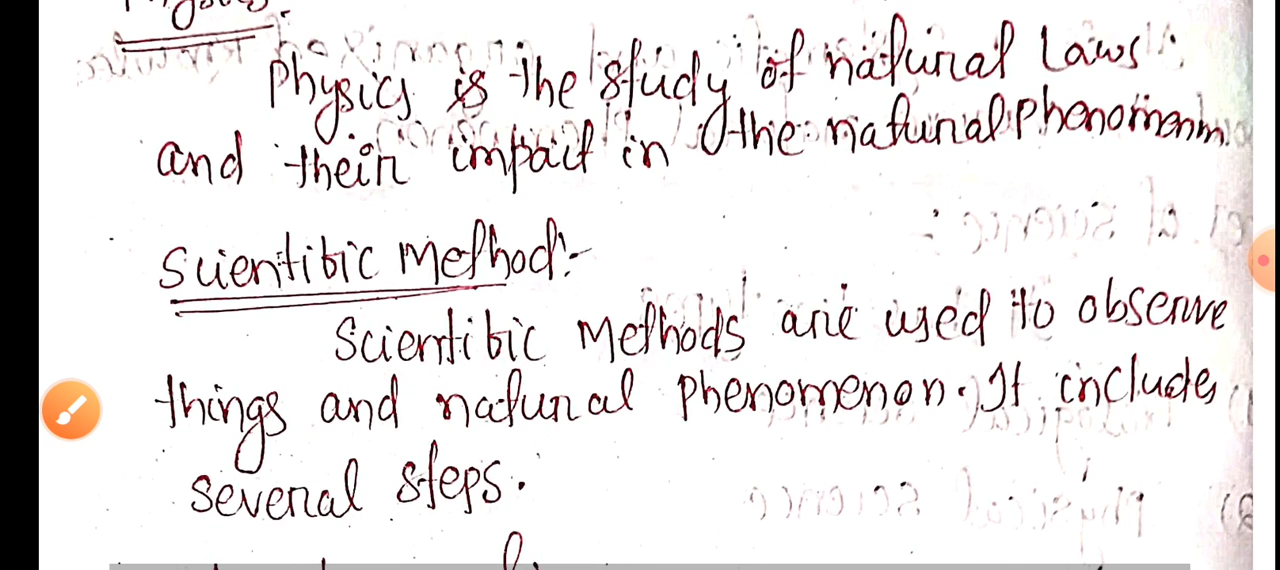 Physics is the study of natural Laws
and their impact in the natural phenomenon.
Scientific Method:-
Scientific Methods are used to observe
things and natural phenomenon. It includes
several steps.